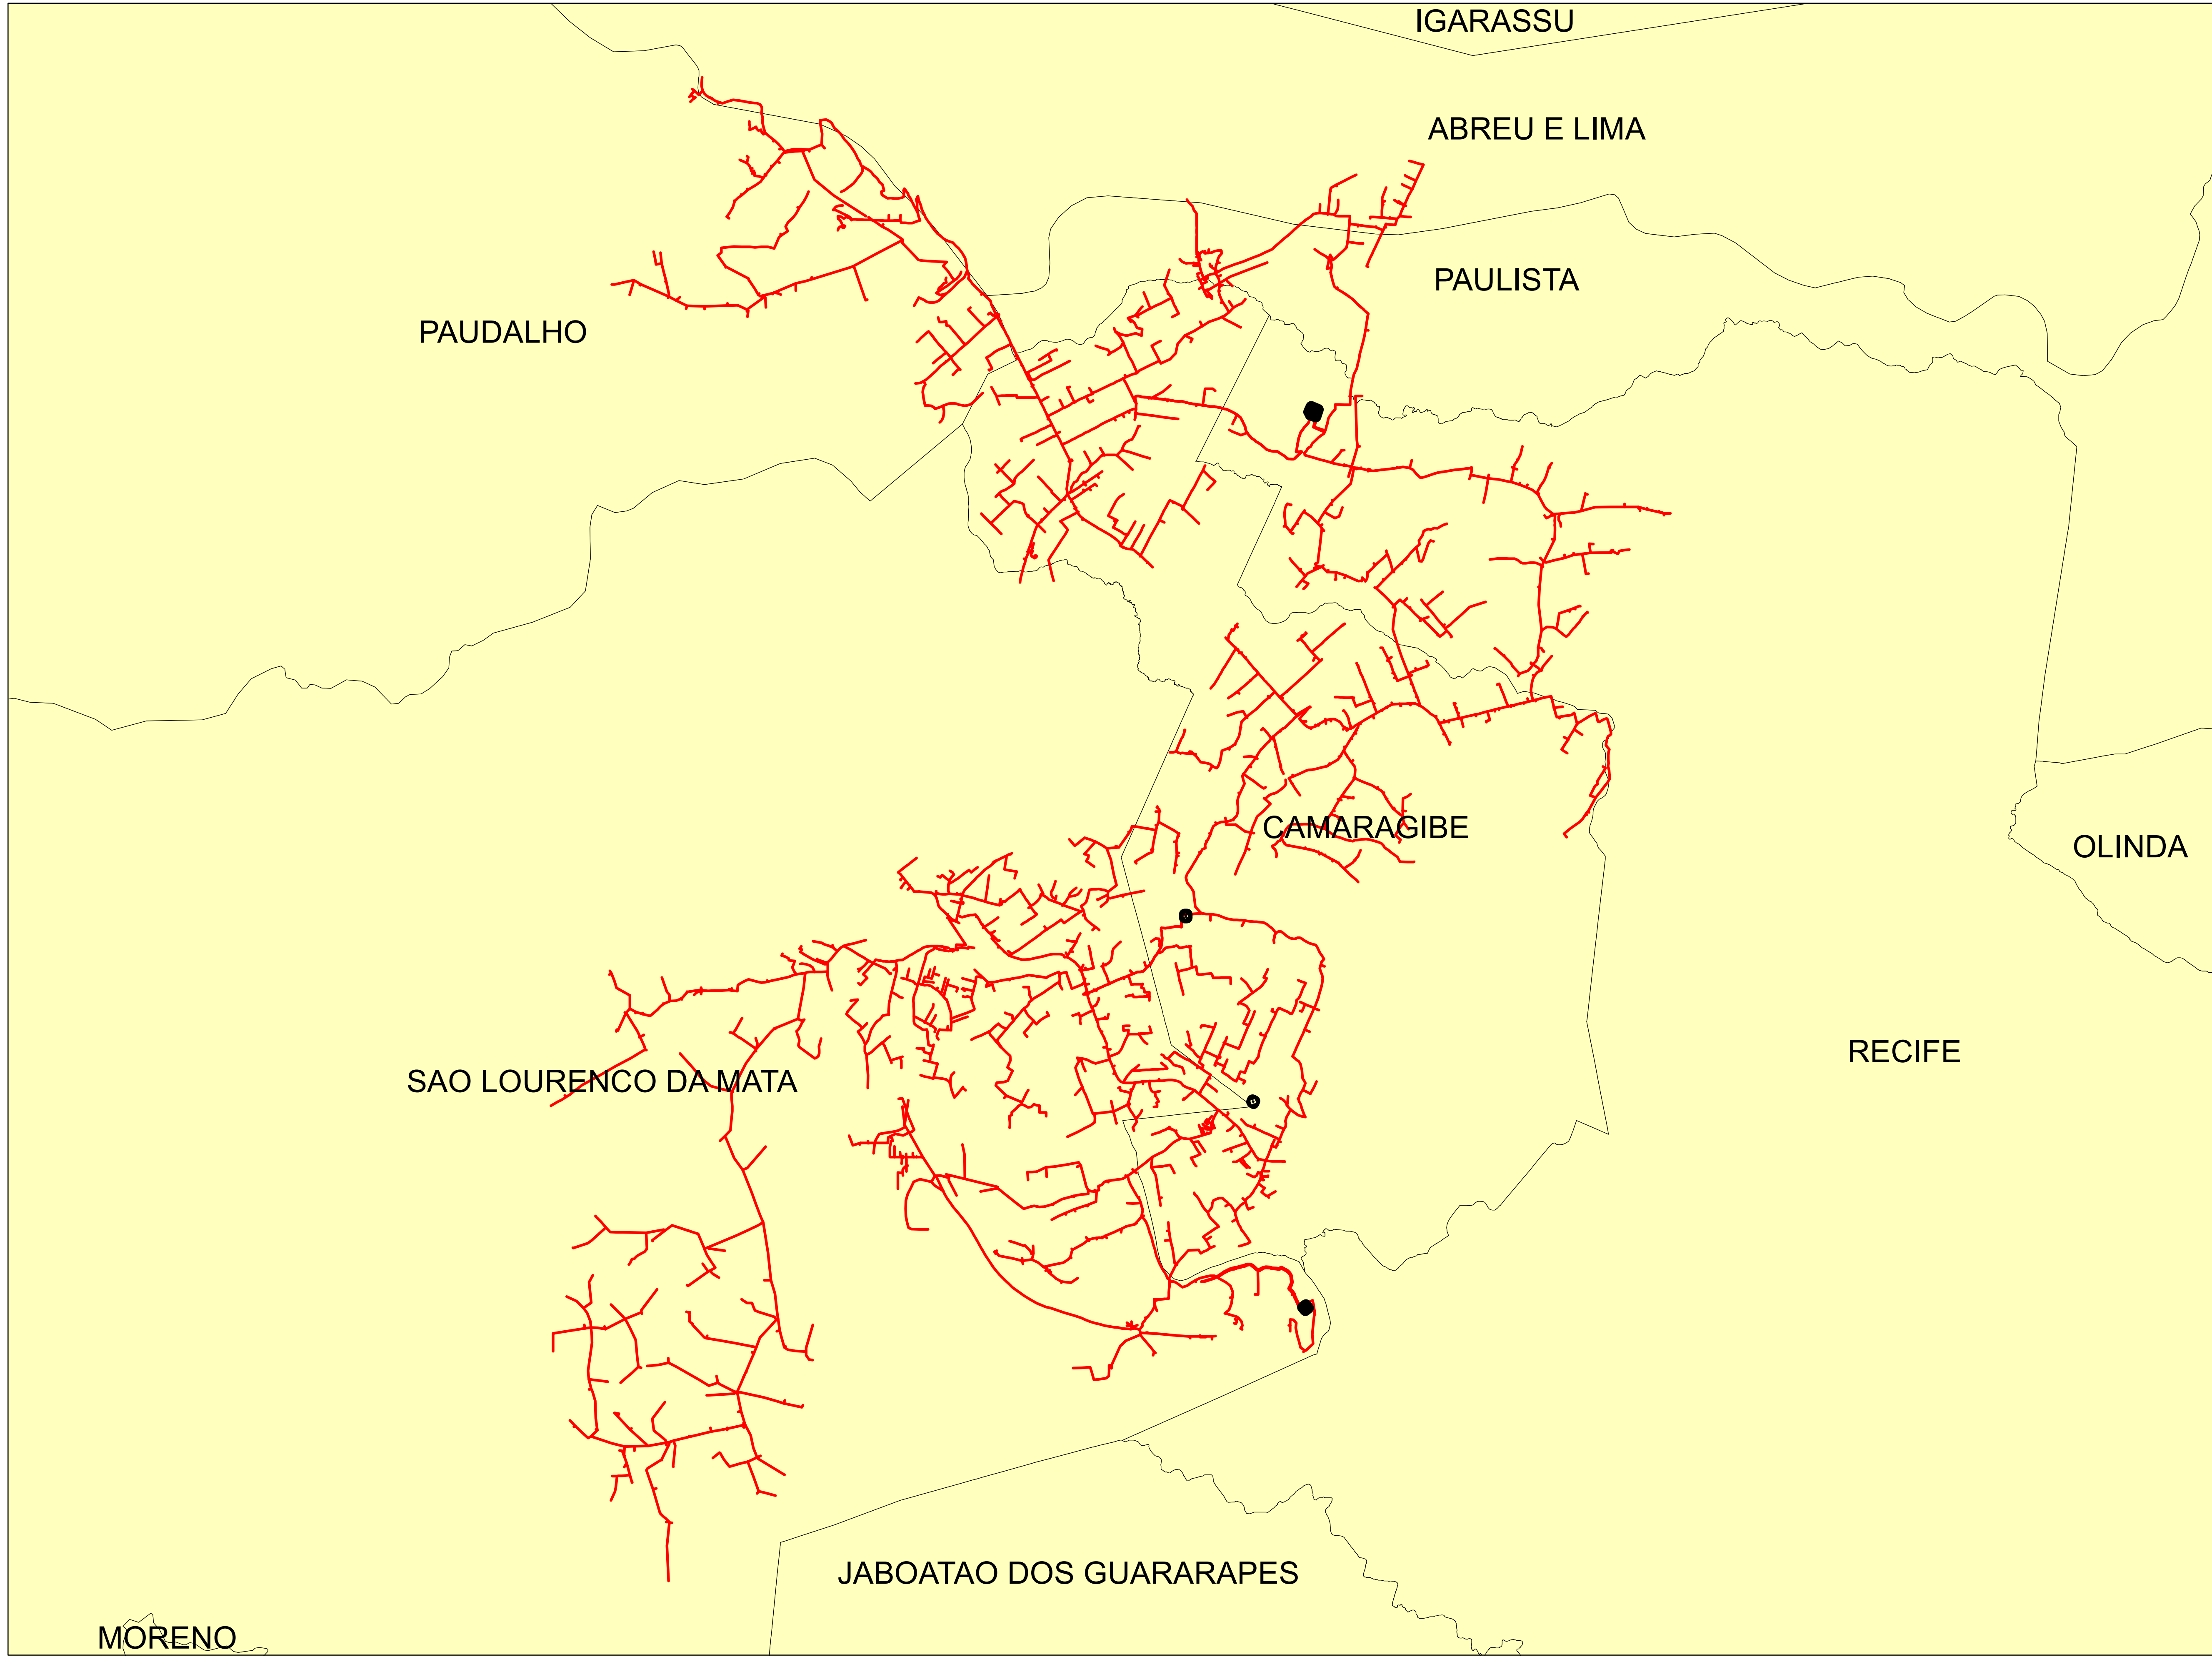 IGARASSU
ABREU E LIMA
PAULISTA
PAUDALHO
CAMARAGIBE
OLINDA
RECIFE
SAO LOURENCO DA MATA
JABOATAO DOS GUARARAPES
MORENO